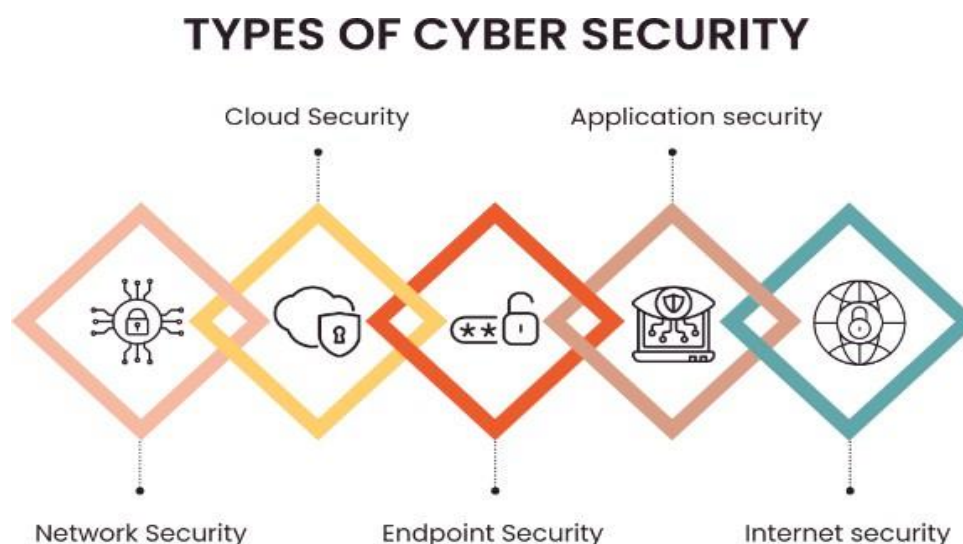 TYPES OF CYBER SECURITY
Cloud Security
Application security
**
Network Security
Endpoint Security
Internet security